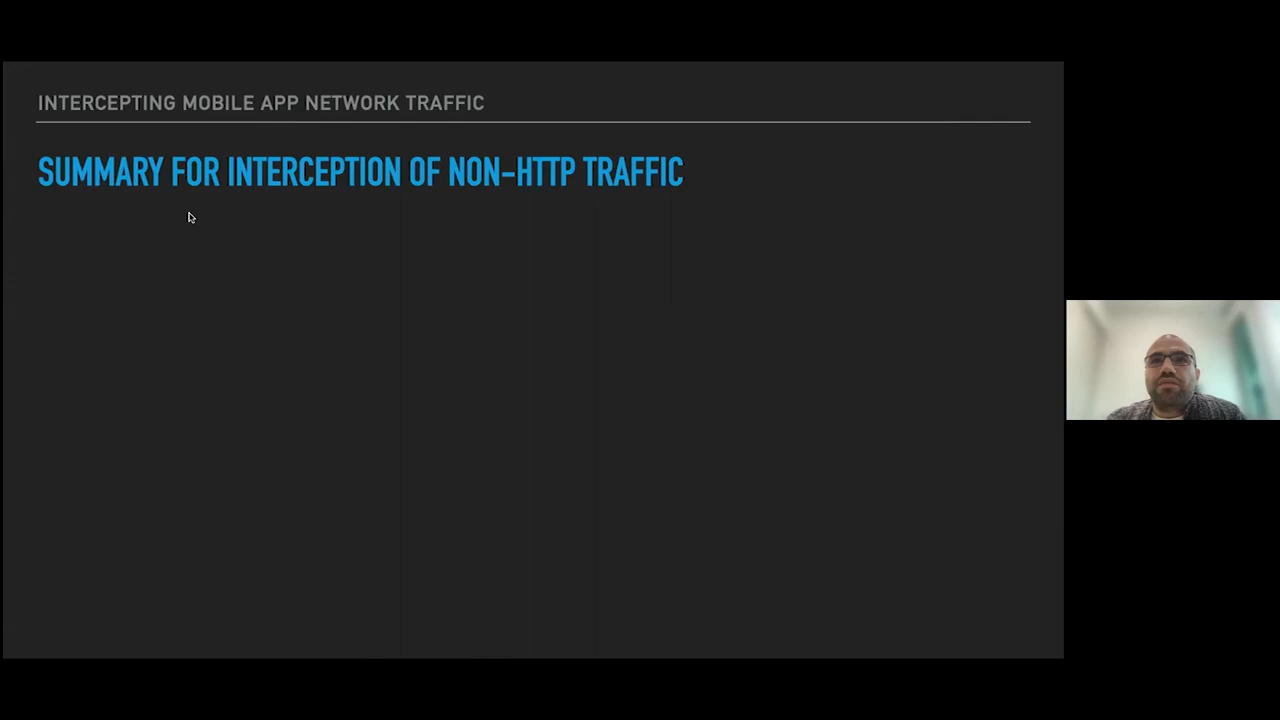 INTERCEPTING MOBILE APP NETWORK TRAFFIC
SUMMARY FOR INTERCEPTION OF NON-HTTP TRAFFIC